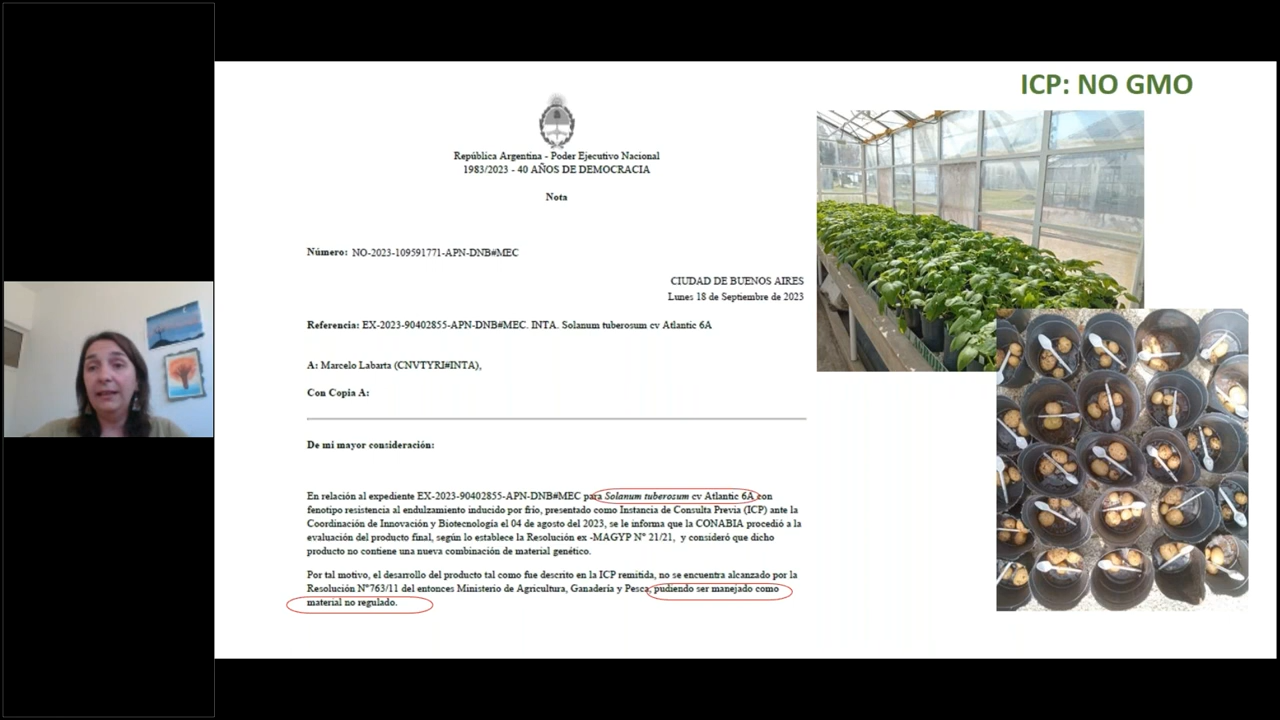 ICP: NO GMO
República Argentina - Poder Ejecutivo Nacional
1983/2023 - 40 AÑOS DE DEMOCRACIA
Nota
Número: NO-2023-109591771-APN-DNB#MEC
CIUDAD DE BUENOS AIRES
Lunes 18 de Septiembre de 2023
Referencia: EX-2023-90402855-APN-DNB#MEC. INTA. Solanum tuberosum cv Atlantic 6A
A: Marcelo Labarta (CNVTYRI#INTA),
Con Copia A:
De mi mayor consideración:
En relación al expediente EX-2023-90402855-APN-DNB#MEC para Solanum tuberosum cv Atlantic 6A con
fenotipo resistencia al endulzamiento inducido por frío, presentado como Instancia de Consulta Previa (ICP) ante la
Coordinación de Innovación y Biotecnología el 04 de agosto del 2023, se le informa que la CONABIA procedió a la
evaluación del producto final, según lo establece la Resolución ex -MAGYP N° 21/21, y consideró que dicho
producto no contiene una nueva combinación de material genético.
Por tal motivo, el desarrollo del producto tal como fue descrito en la ICP remitida, no se encuentra alcanzado por la
Resolución N°763/11 del entonces Ministerio de Agricultura, Ganadería y Pesca, pudiendo ser manejado como
material no regulado.